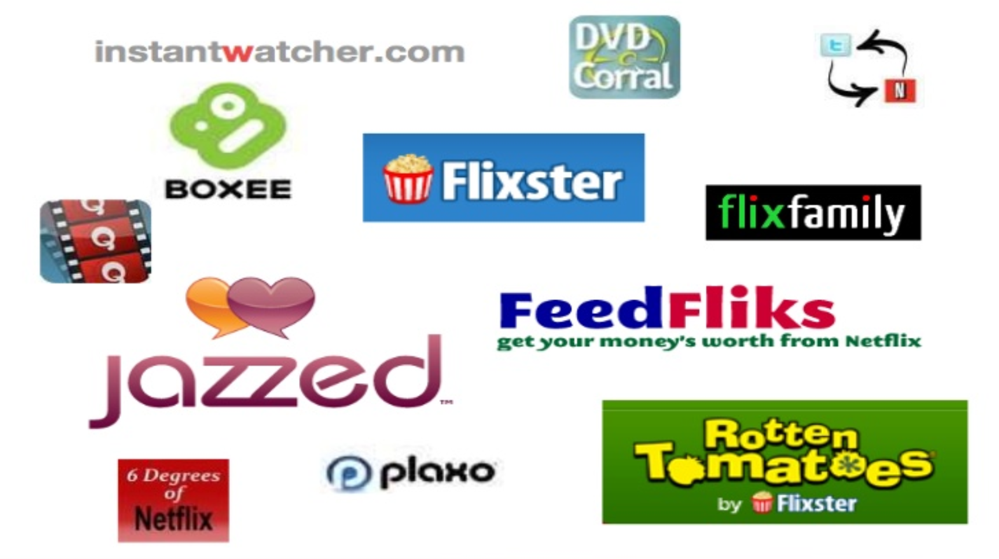 instantwatcher.com
DVD
Corral
t
N
BOXEE
Flixster
flixfamily
Q
Q
Q
jazzed™
FeedFliks
get your money's worth from Netflix
6 Degrees
of
Netflix
plaxo
Rotten
Tomatoes®
by Flixster